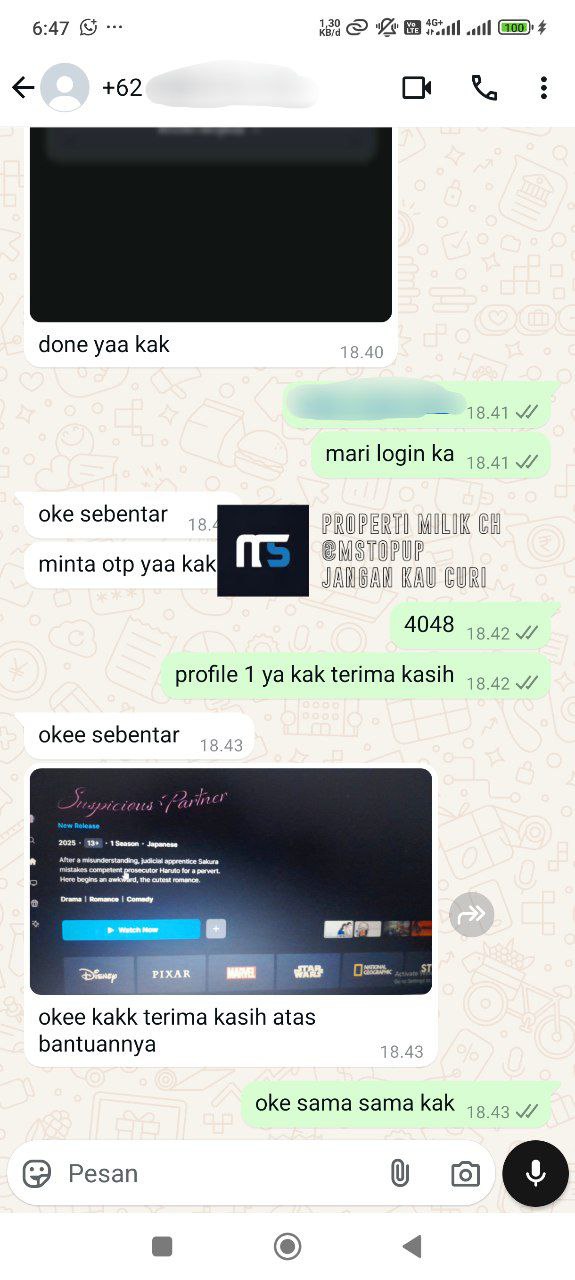 6:47
1,30
KB/d
Vo
LTE
4G+
100
+62
done yaa kak
18.40
18.41
mari login ka
18.41
oke sebentar
18.4
minta otp yaa kak
MS
PROPERTI MILIK CH
@MSTOPUP
JANGAN KAU CURI
4048
18.42
profile 1 ya kak terima kasih
18.42
okee sebentar
18.43
Suspicious Partner
New Release
2025 · 13+ · 1 Season · Japanese
After a misunderstanding, judicial apprentice Sakura
mistakes competent prosecutor Haruto for a pervert.
Here begins an awkward, the cutest romance.
Drama | Romance | Comedy
Watch Now
Disney
PIXAR
MARVEL
STAR
WARS
NATIONAL
GEOGRAPHIC
ST
Activate
okee kakk terima kasih atas
bantuannya
18.43
oke sama sama kak
18.43
Pesan